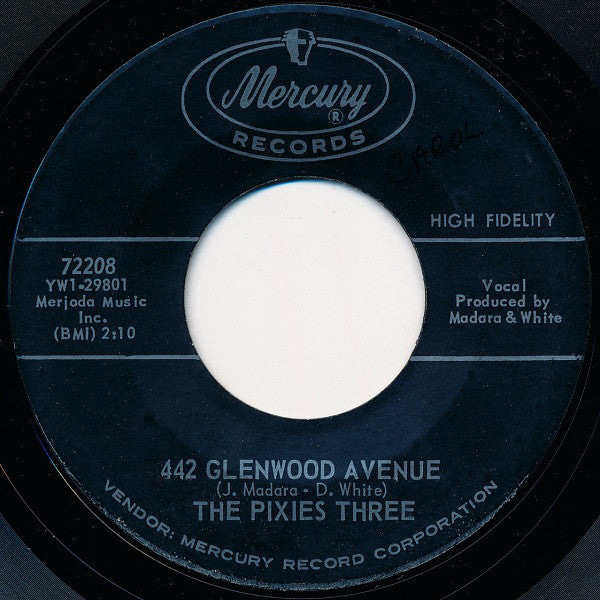 Mercury
®
RECORDS
CAROL
HIGH FIDELITY
72208
YW1-29801
Merjoda Music
Inc.
(BMI) 2:10
Vocal
Produced by
Madara & White
442 GLENWOOD AVENUE
(J. Madara - D. White)
THE PIXIES THREE
VENDOR: MERCURY RECORD CORPORATION